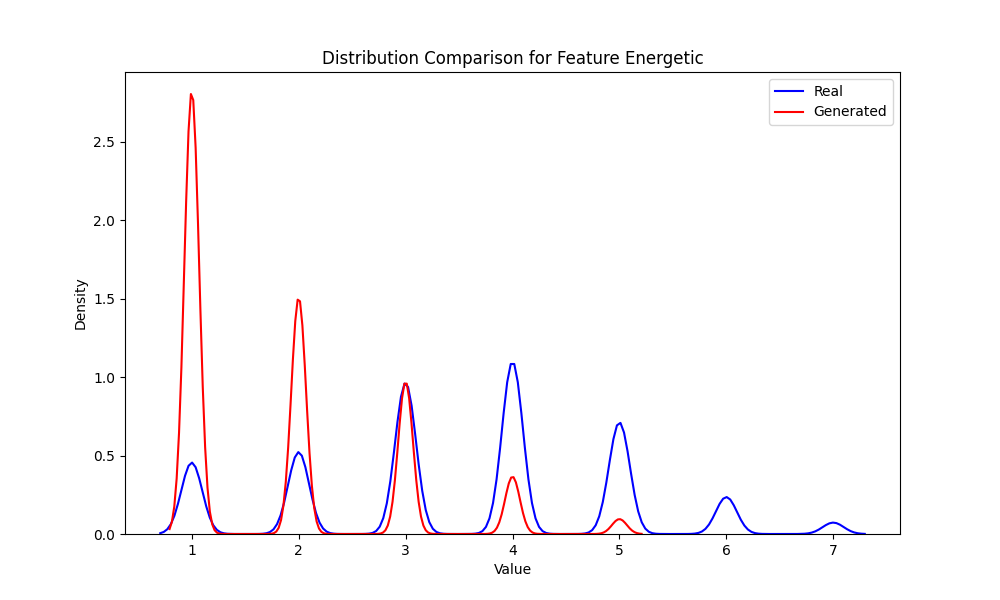 Distribution Comparison for Feature Energetic
Real
Generated
2.5
2.0
1.5
1.0
0.5
0.0
Density
1 2 3 4 5 6 7
Value